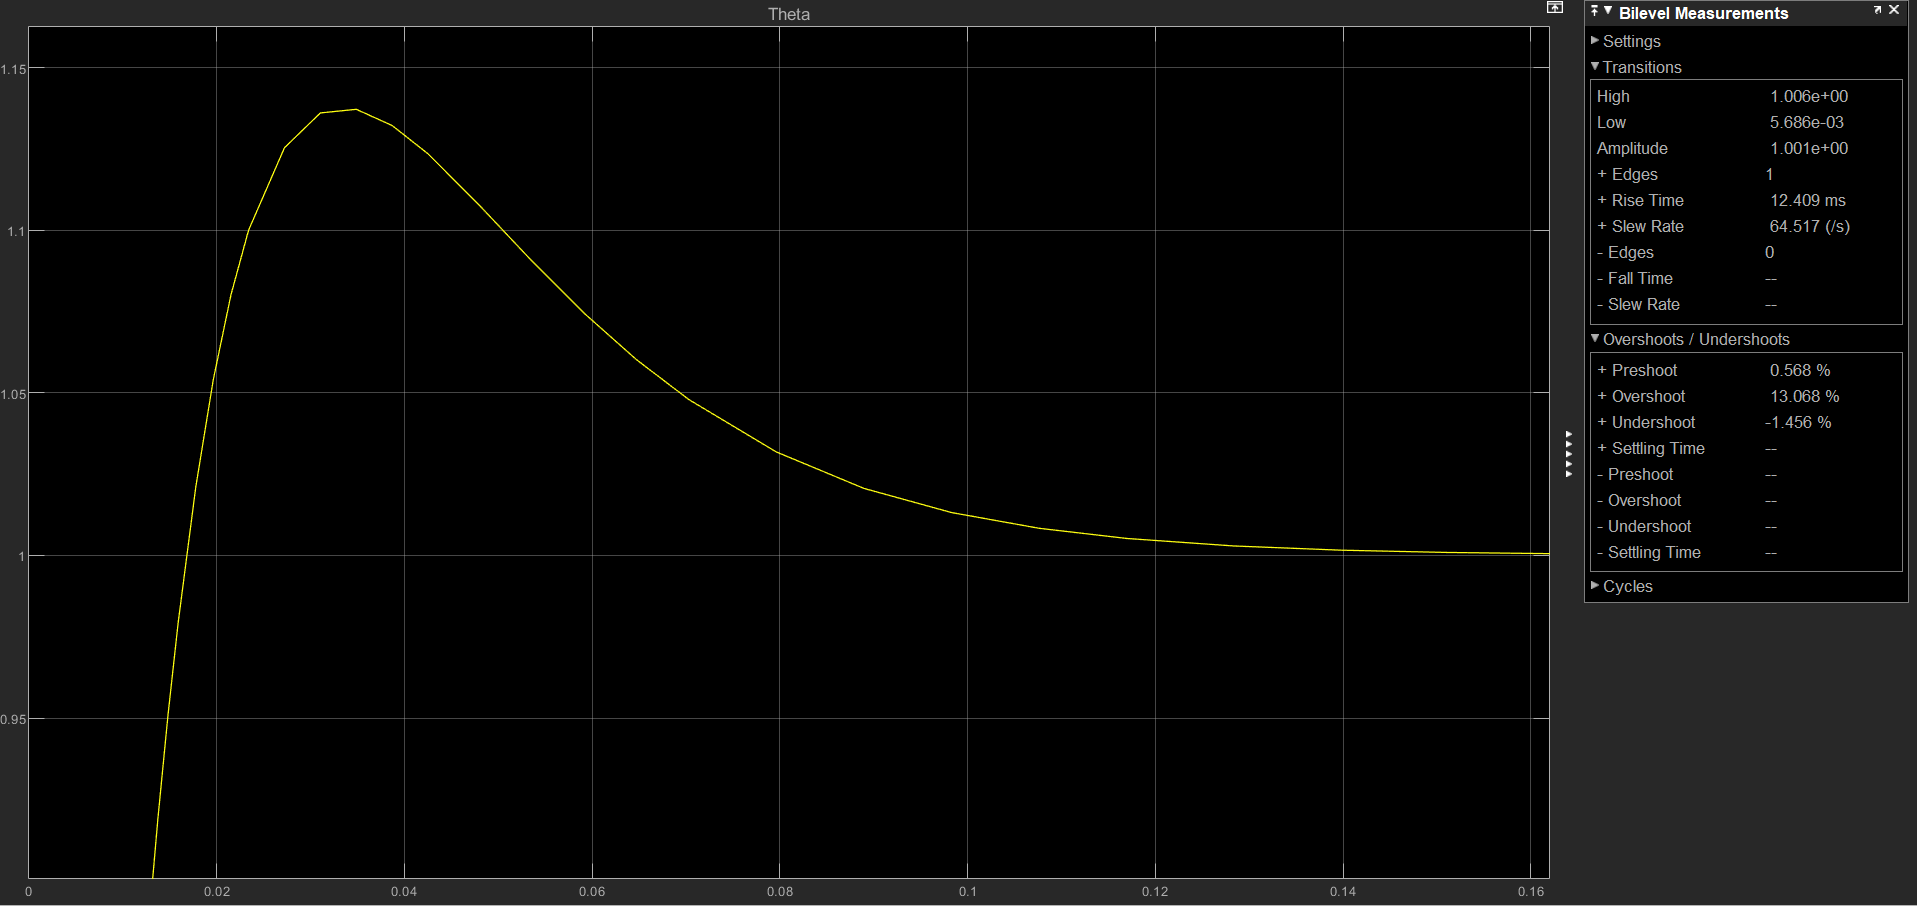 Theta
1.15
1.1
1.05
1
0.95
0 0.02 0.04 0.06 0.08 0.1 0.12 0.14 0.16
Bilevel Measurements
Settings
Transitions
High 1.006e+00
Low 5.686e-03
Amplitude 1.001e+00
+ Edges 1
+ Rise Time 12.409 ms
+ Slew Rate 64.517 (/s)
- Edges 0
- Fall Time --
- Slew Rate --
Overshoots / Undershoots
+ Preshoot 0.568 %
+ Overshoot 13.068 %
+ Undershoot -1.456 %
+ Settling Time --
- Preshoot --
- Overshoot --
- Undershoot --
- Settling Time --
Cycles